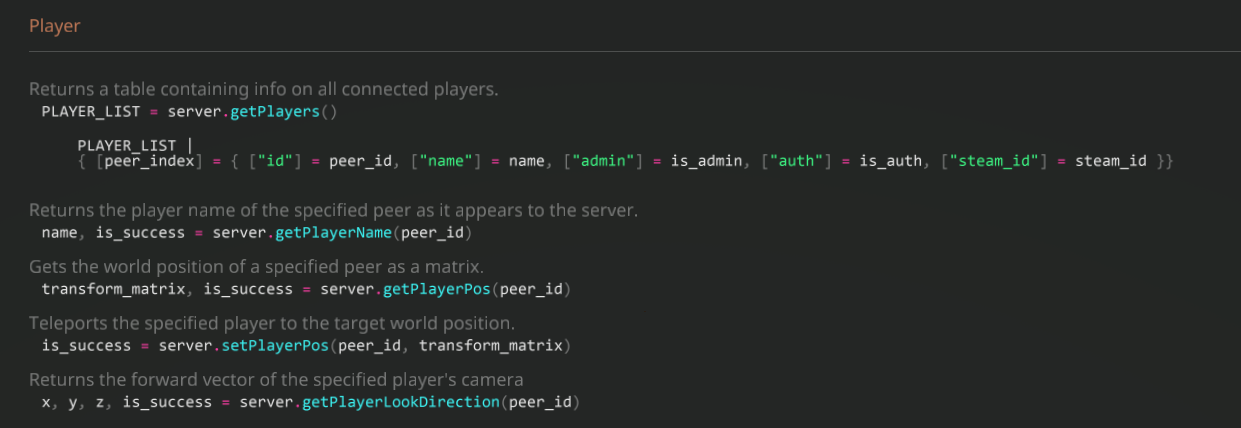 Player
Returns a table containing info on all connected players.
PLAYER_LIST = server.getPlayers()
PLAYER_LIST |
{ [peer_index] = { ["id"] = peer_id, ["name"] = name, ["admin"] = is_admin, ["auth"] = is_auth, ["steam_id"] = steam_id }}
Returns the player name of the specified peer as it appears to the server.
name, is_success = server.getPlayerName(peer_id)
Gets the world position of a specified peer as a matrix.
transform_matrix, is_success = server.getPlayerPos(peer_id)
Teleports the specified player to the target world position.
is_success = server.setPlayerPos(peer_id, transform_matrix)
Returns the forward vector of the specified player's camera
x, y, z, is_success = server.getPlayerLookDirection(peer_id)